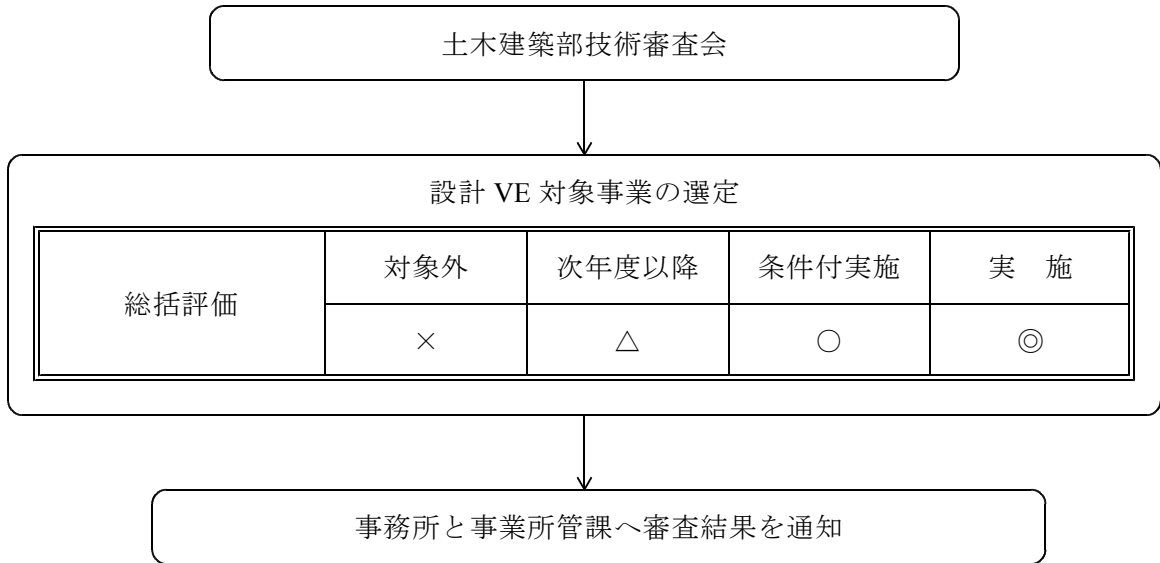 土木建築部技術審査会
設計 VE 対象事業の選定
総括評価
対象外 次年度以降 条件付実施 実　施
× △ ○ ◎
事務所と事業所管課へ審査結果を通知